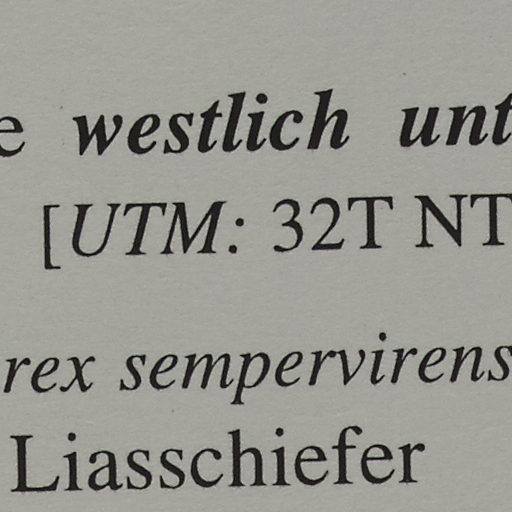 e westlich unt
[UTM: 32T NT
rex sempervirens
Liasschiefer